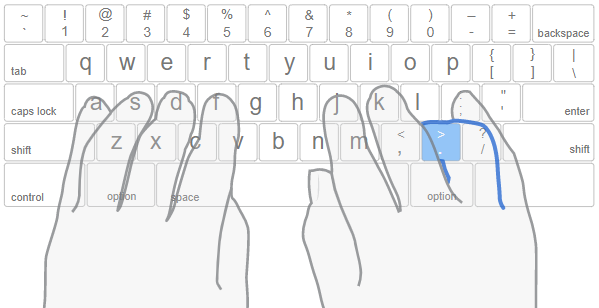 ~ ! @ # $ % ^ & * ( ) – +
` 1 2 3 4 5 6 7 8 9 0 - = backspace
tab q w e r t y u i o p { [ } ] | \
caps lock a s d f g h j k l : ; " ' enter
shift z x c v b n m < , > . ? / shift
control option space option